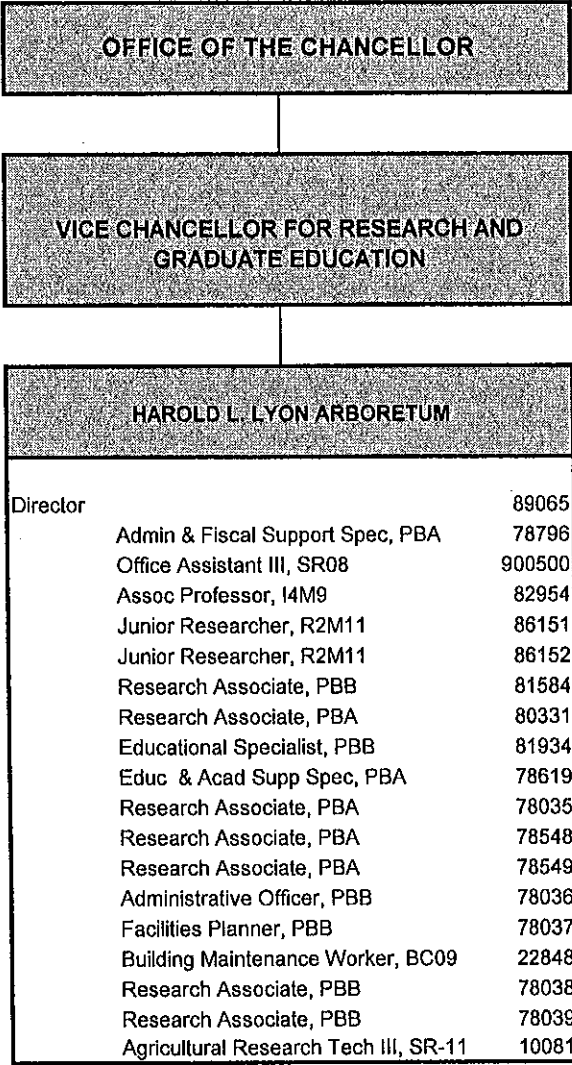 OFFICE OF THE CHANCELLOR
VICE CHANCELLOR FOR RESEARCH AND
GRADUATE EDUCATION
HAROLD L. LYON ARBORETUM
Director 89065
Admin & Fiscal Support Spec, PBA 78796
Office Assistant III, SR08 900500
Assoc Professor, I4M9 82954
Junior Researcher, R2M11 86151
Junior Researcher, R2M11 86152
Research Associate, PBB 81584
Research Associate, PBA 80331
Educational Specialist, PBB 81934
Educ & Acad Supp Spec, PBA 78619
Research Associate, PBA 78035
Research Associate, PBA 78548
Research Associate, PBA 78549
Administrative Officer, PBB 78036
Facilities Planner, PBB 78037
Building Maintenance Worker, BC09 22848
Research Associate, PBB 78038
Research Associate, PBB 78039
Agricultural Research Tech III, SR-11 10081